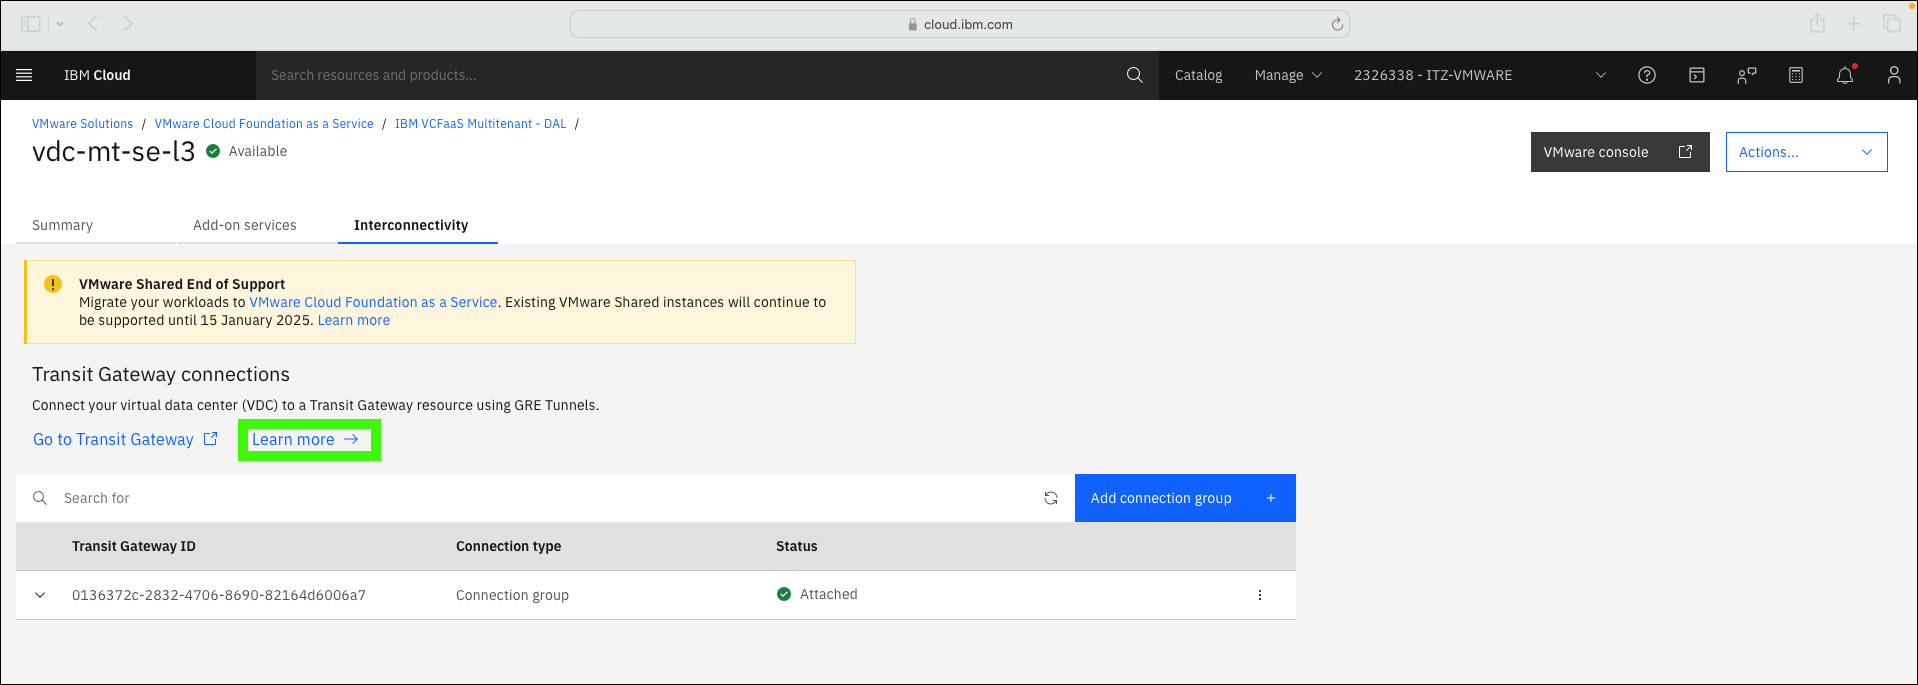 cloud.ibm.com
IBM Cloud
Search resources and products...
Catalog
Manage
2326338 - ITZ-VMWARE
VMware Solutions / VMware Cloud Foundation as a Service / IBM VCFaaS Multitenant - DAL /
vdc-mt-se-l3
Available
VMware console
Actions...
Summary
Add-on services
Interconnectivity
VMware Shared End of Support
Migrate your workloads to VMware Cloud Foundation as a Service. Existing VMware Shared instances will continue to
be supported until 15 January 2025. Learn more
Transit Gateway connections
Connect your virtual data center (VDC) to a Transit Gateway resource using GRE Tunnels.
Go to Transit Gateway
Learn more
Search for
Add connection group +
Transit Gateway ID
Connection type
Status
0136372c-2832-4706-8690-82164d6006a7
Connection group
Attached